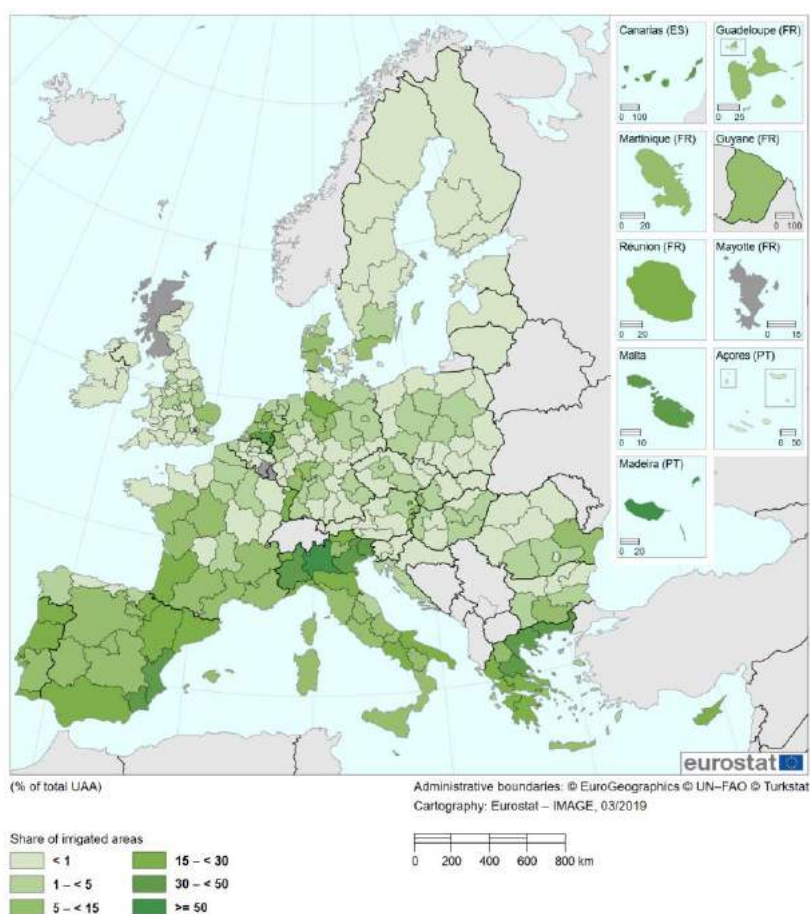 Canarias (ES)
0 100
Guadeloupe (FR)
0 25
Martinique (FR)
0 20
Guyane (FR)
0 100
Réunion (FR)
0 20
Mayotte (FR)
0 15
Malta
0 10
Açores (PT)
0 50
Madeira (PT)
0 20
eurostat
(% of total UAA)
Administrative boundaries: © EuroGeographics © UN–FAO © Turkstat
Cartography: Eurostat – IMAGE, 03/2019
Share of irrigated areas
< 1
1 – < 5
5 – < 15
15 – < 30
30 – < 50
>= 50
0 200 400 600 800 km